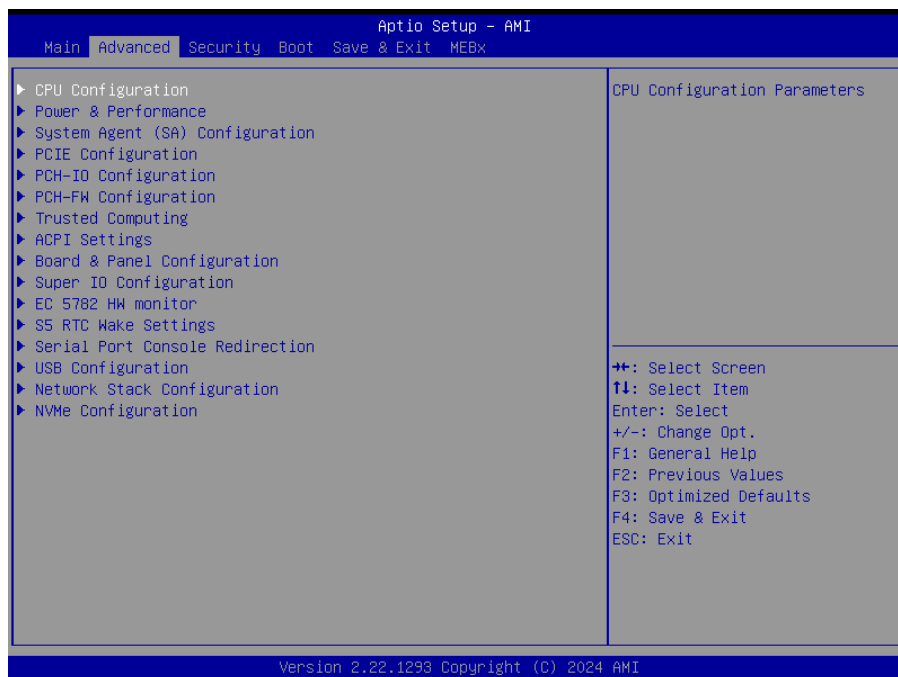 Aptio Setup - AMI
Main Advanced Security Boot Save & Exit MEBx
CPU Configuration
Power & Performance
System Agent (SA) Configuration
PCIE Configuration
PCH-IO Configuration
PCH-FW Configuration
Trusted Computing
ACPI Settings
Board & Panel Configuration
Super IO Configuration
EC 5782 HW monitor
S5 RTC Wake Settings
Serial Port Console Redirection
USB Configuration
Network Stack Configuration
NVMe Configuration
CPU Configuration Parameters
→←: Select Screen
↑↓: Select Item
Enter: Select
+/-: Change Opt.
F1: General Help
F2: Previous Values
F3: Optimized Defaults
F4: Save & Exit
ESC: Exit
Version 2.22.1293 Copyright (C) 2024 AMI